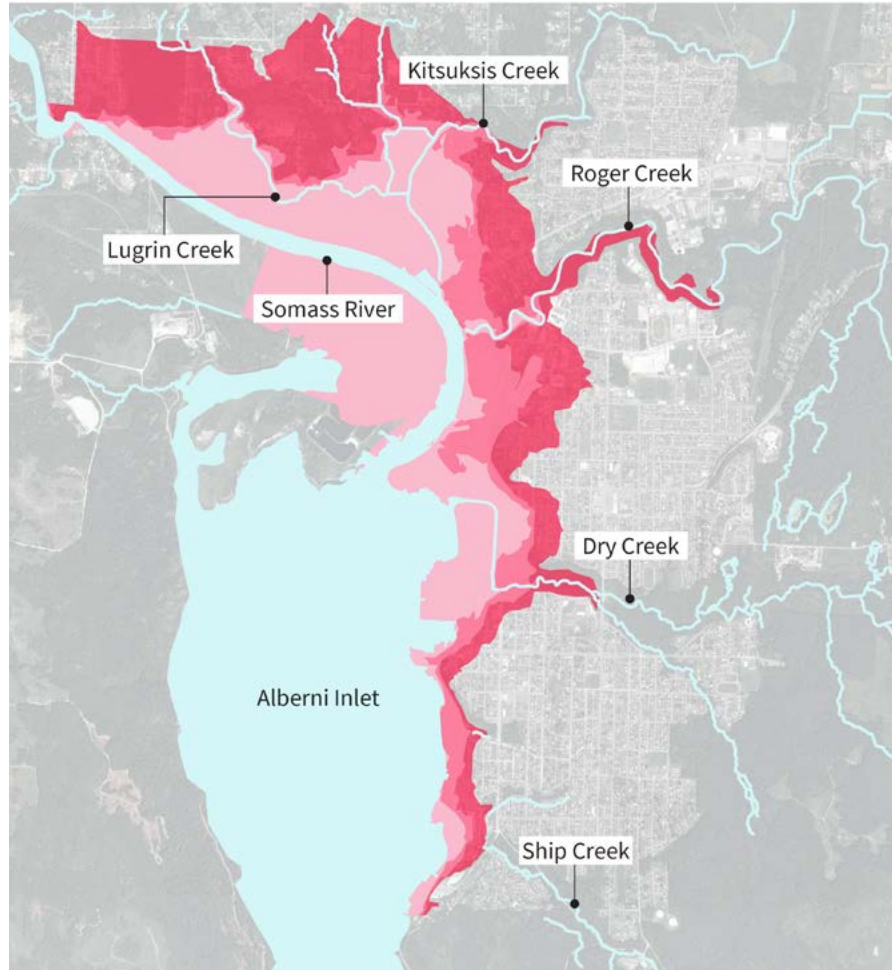 Kitsuksis Creek
Roger Creek
Lugrin Creek
Somass River
Dry Creek
Alberni Inlet
Ship Creek